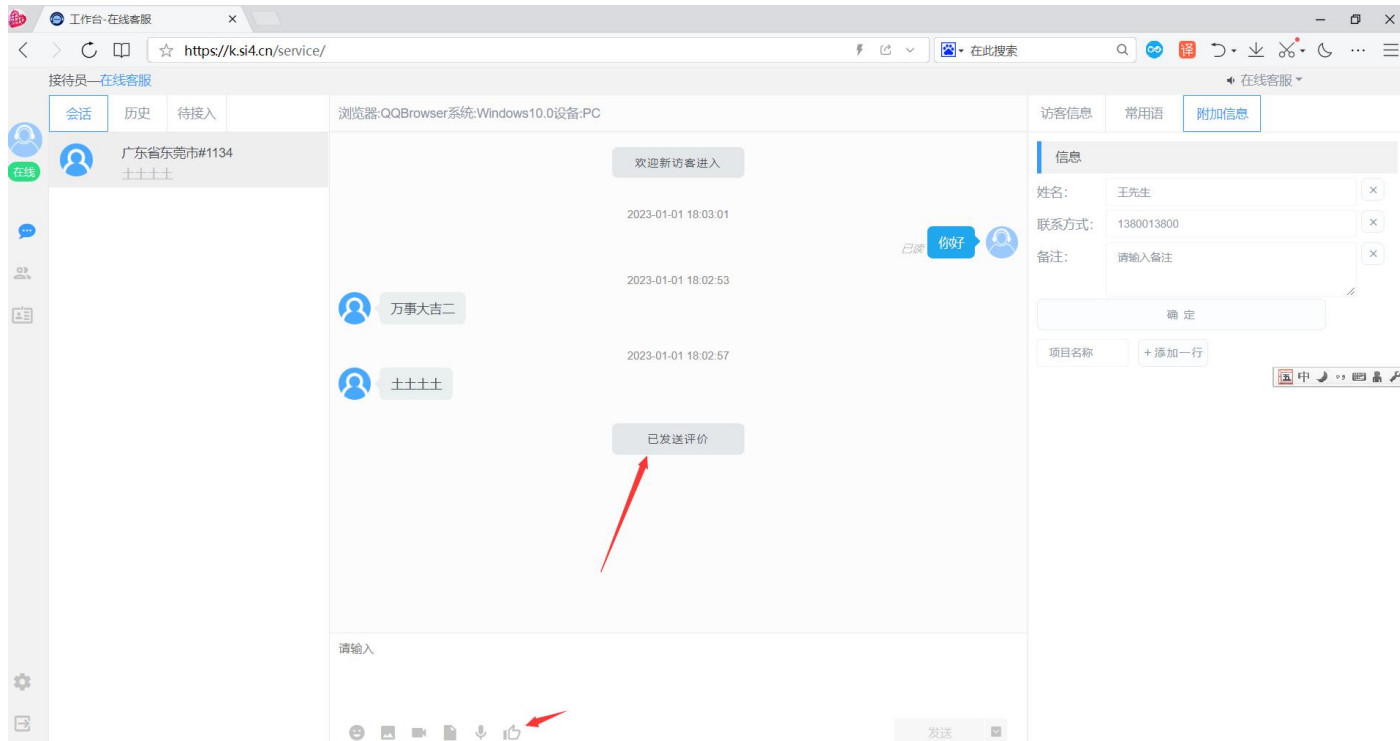 工作台-在线客服
https://k.si4.cn/service/
在此搜索
译
接待员—在线客服
在线客服
在线
会话 历史 待接入
广东省东莞市#1134
土土土土
浏览器:QQBrowser系统:Windows10.0设备:PC
欢迎新访客进入
2023-01-01 18:03:01
已读 你好
2023-01-01 18:02:53
万事大吉二
2023-01-01 18:02:57
土土土土
已发送评价
请输入
发送
访客信息 常用语 附加信息
信息
姓名: 王先生
联系方式: 1380013800
备注: 请输入备注
确 定
项目名称 +添加一行
五 中